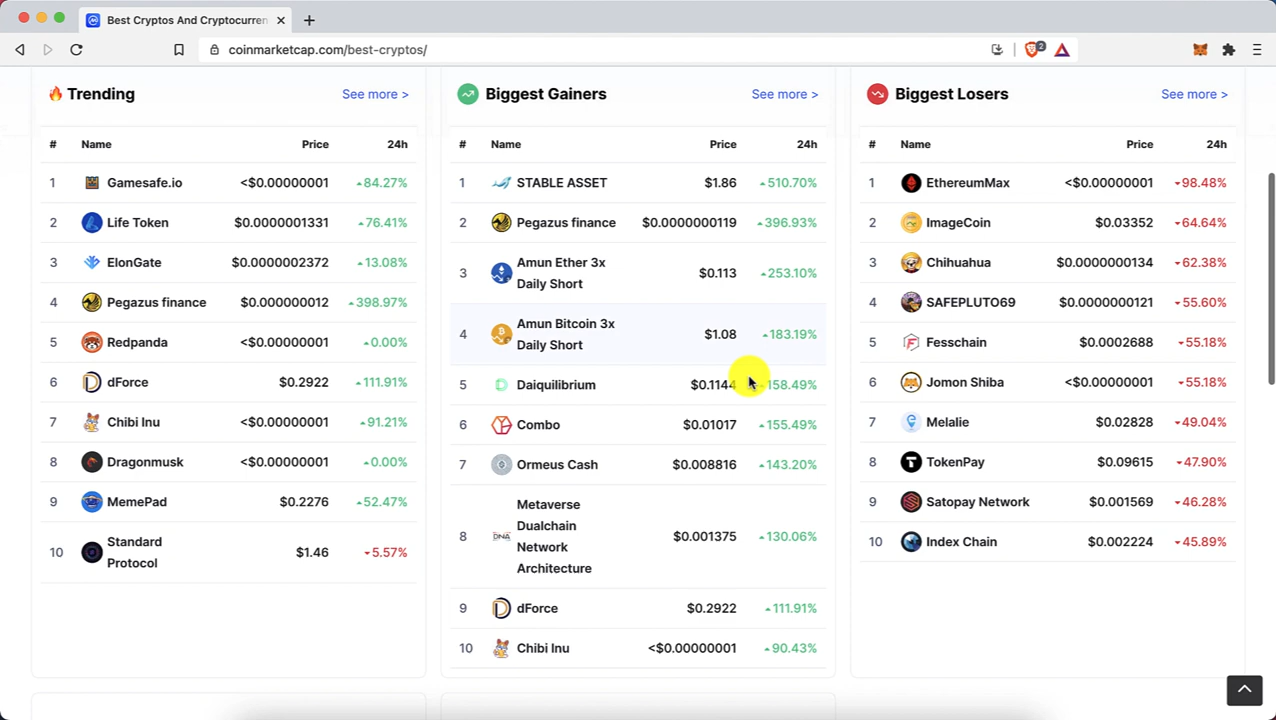 Best Cryptos And Cryptocurren
coinmarketcap.com/best-cryptos/
2
Trending See more >
# Name Price 24h
1 Gamesafe.io <$0.00000001 84.27%
2 Life Token $0.0000001331 76.41%
3 ElonGate $0.0000002372 13.08%
4 Pegazus finance $0.000000012 398.97%
5 Redpanda <$0.00000001 0.00%
6 dForce $0.2922 111.91%
7 Chibi Inu <$0.00000001 91.21%
8 Dragonmusk <$0.00000001 0.00%
9 MemePad $0.2276 52.47%
10 Standard
Protocol $1.46 5.57%
Biggest Gainers See more >
# Name Price 24h
1 STABLE ASSET $1.86 510.70%
2 Pegazus finance $0.0000000119 396.93%
3 Amun Ether 3x
Daily Short $0.113 253.10%
4 Amun Bitcoin 3x
Daily Short $1.08 183.19%
5 Daiquilibrium $0.1144 158.49%
6 Combo $0.01017 155.49%
7 Ormeus Cash $0.008816 143.20%
8 DNA Metaverse
Dualchain
Network
Architecture $0.001375 130.06%
9 dForce $0.2922 111.91%
10 Chibi Inu <$0.00000001 90.43%
Biggest Losers See more >
# Name Price 24h
1 EthereumMax <$0.00000001 98.48%
2 ImageCoin $0.03352 64.64%
3 Chihuahua $0.0000000134 62.38%
4 SAFEPLUTO69 $0.0000000121 55.60%
5 Fesschain $0.0002688 55.18%
6 Jomon Shiba <$0.00000001 55.18%
7 Melalie $0.02828 49.04%
8 TokenPay $0.09615 47.90%
9 Satopay Network $0.001569 46.28%
10 Index Chain $0.002224 45.89%